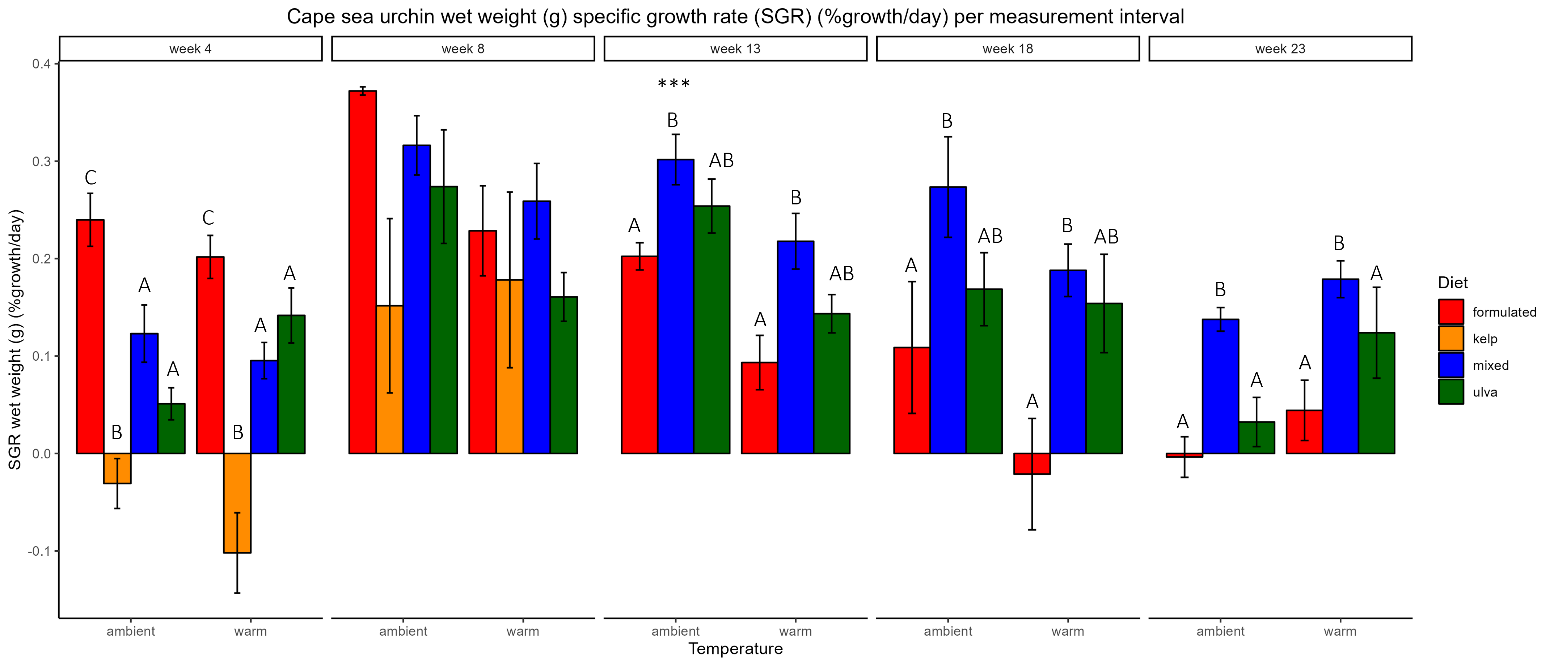 Cape sea urchin wet weight (g) specific growth rate (SGR) (%growth/day) per measurement interval
week 4
week 8
week 13
week 18
week 23
SGR wet weight (g) (%growth/day)
0.4
0.3
0.2
0.1
0.0
-0.1
C
B
A
A
C
B
A
A
***
A
B
AB
A
B
AB
A
B
AB
A
B
AB
A
B
A
A
B
A
ambient
warm
ambient
warm
ambient
warm
ambient
warm
ambient
warm
Temperature
Diet
formulated
kelp
mixed
ulva